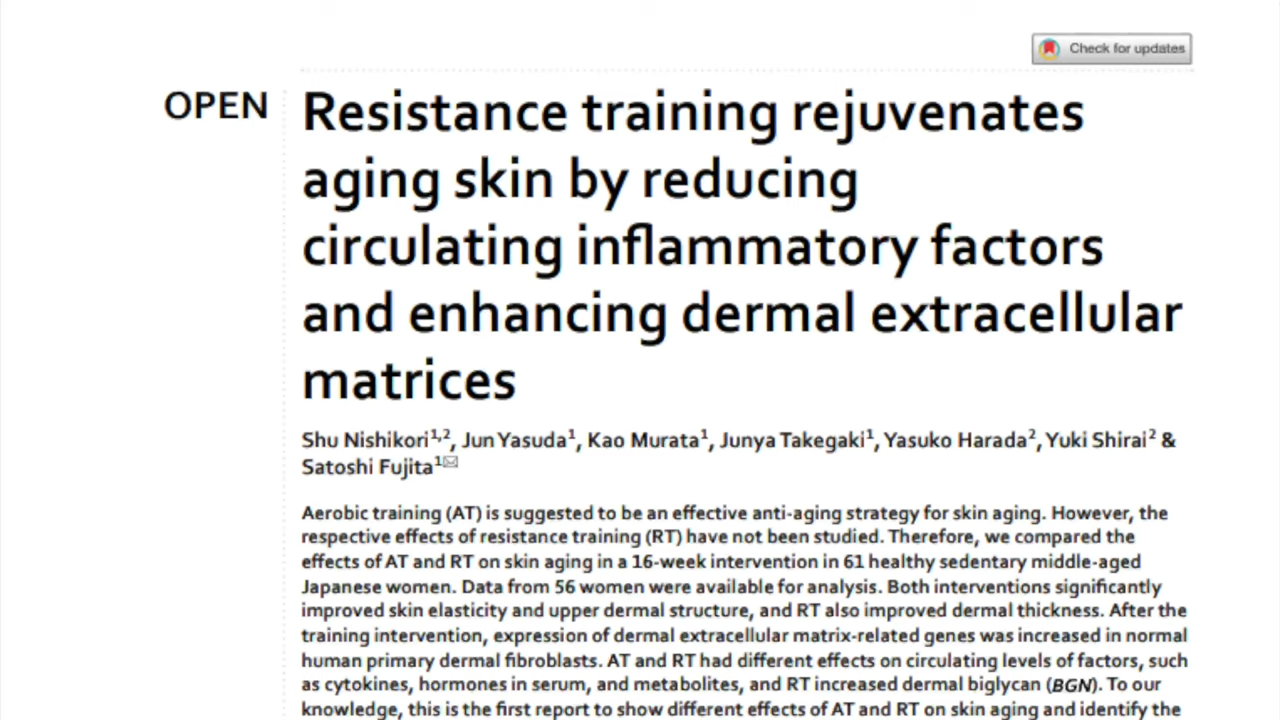 Check for updates
OPEN
Resistance training rejuvenates
aging skin by reducing
circulating inflammatory factors
and enhancing dermal extracellular
matrices
Shu Nishikori1,2, Jun Yasuda1, Kao Murata1, Junya Takegaki1, Yasuko Harada2, Yuki Shirai2 &
Satoshi Fujita1✉
Aerobic training (AT) is suggested to be an effective anti-aging strategy for skin aging. However, the
respective effects of resistance training (RT) have not been studied. Therefore, we compared the
effects of AT and RT on skin aging in a 16-week intervention in 61 healthy sedentary middle-aged
Japanese women. Data from 56 women were available for analysis. Both interventions significantly
improved skin elasticity and upper dermal structure, and RT also improved dermal thickness. After the
training intervention, expression of dermal extracellular matrix-related genes was increased in normal
human primary dermal fibroblasts. AT and RT had different effects on circulating levels of factors, such
as cytokines, hormones in serum, and metabolites, and RT increased dermal biglycan (BGN). To our
knowledge, this is the first report to show different effects of AT and RT on skin aging and identify the